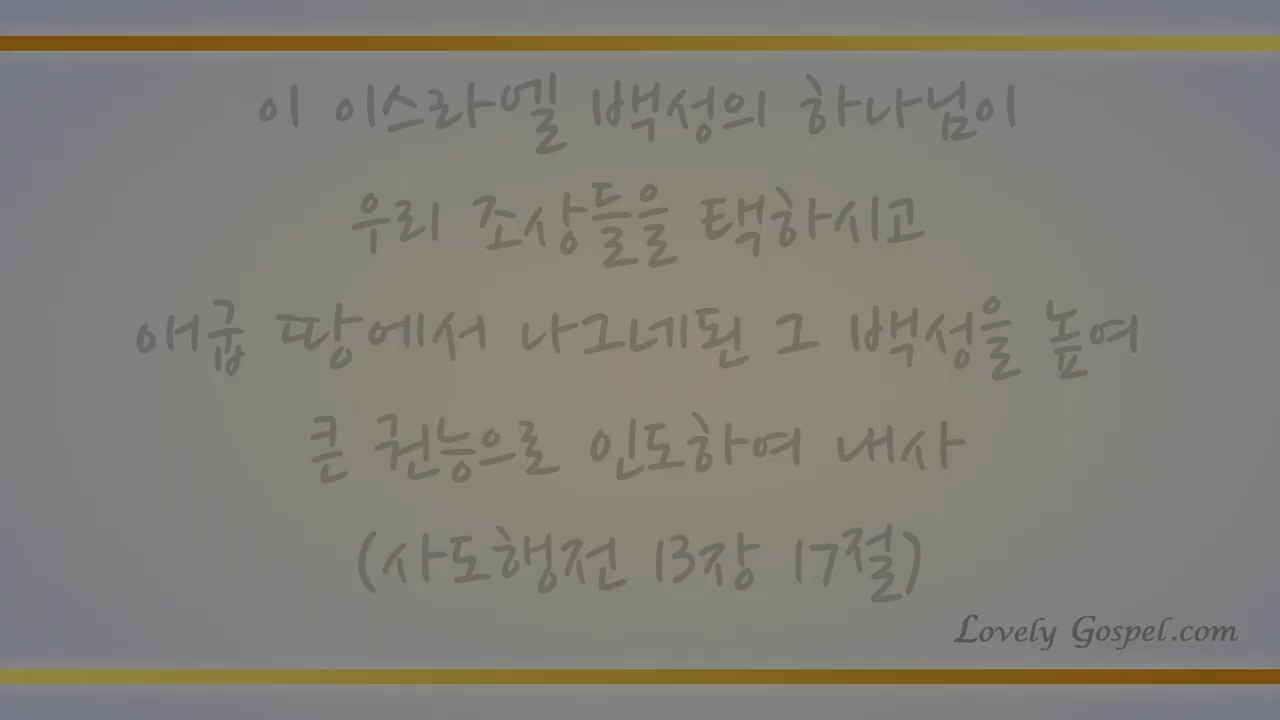 이 이스라엘 백성의 하나님이
우리 조상들을 택하시고
애굽 땅에서 나그네된 그 백성을 높여
큰 권능으로 인도하여 내사
(사도행전 13장 17절)
Lovely Gospel.com